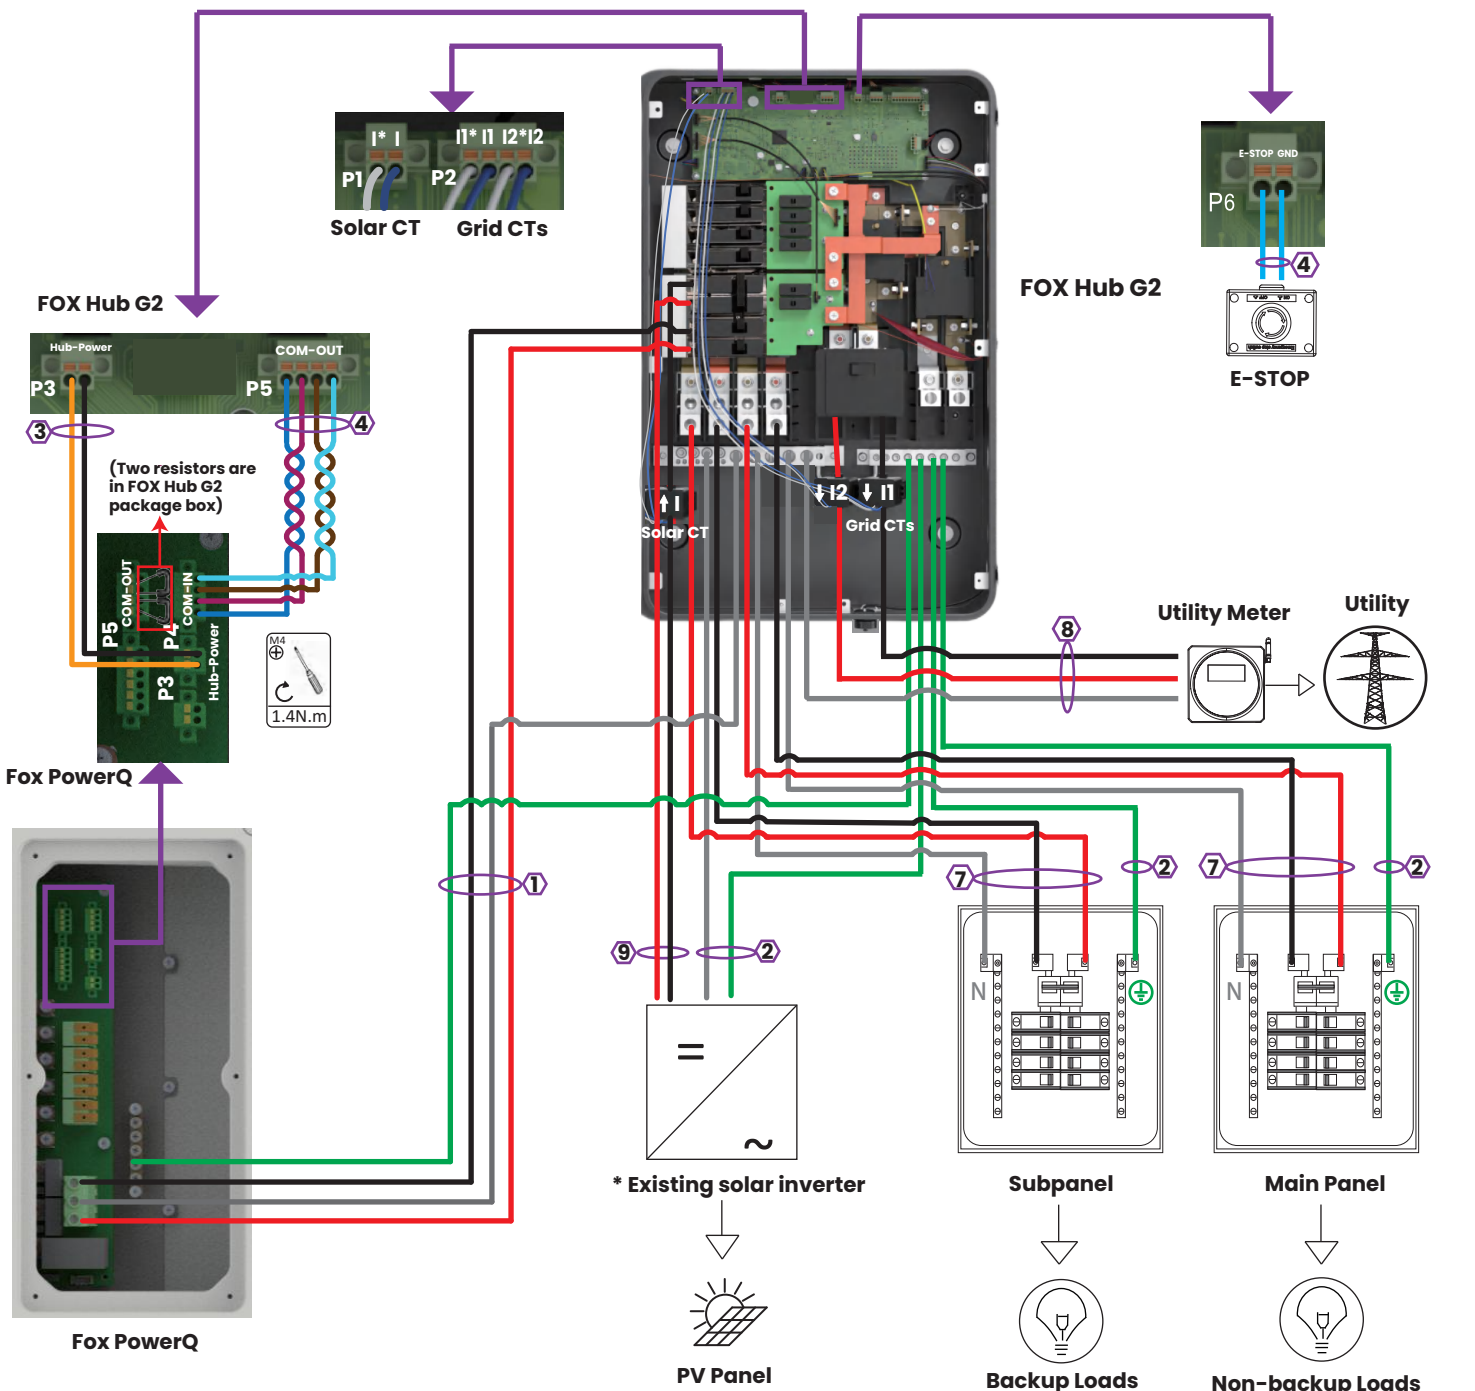 I* I
I1* I1 I2* I2
P1
P2
Solar CT
Grid CTs
E-STOP GND
P6
4
E-STOP
FOX Hub G2
FOX Hub G2
Hub-Power
COM-OUT
P3
P5
3
4
(Two resistors are
in FOX Hub G2
package box)
COM-OUT
COM-IN
P5
P4
P3
Hub-Power
M4
1.4N.m
Fox PowerQ
I
Solar CT
I2
I1
Grid CTs
8
Utility Meter
Utility
1
9
2
7
2
7
2
N
N
=
~
* Existing solar inverter
Subpanel
Main Panel
Fox PowerQ
PV Panel
Backup Loads
Non-backup Loads